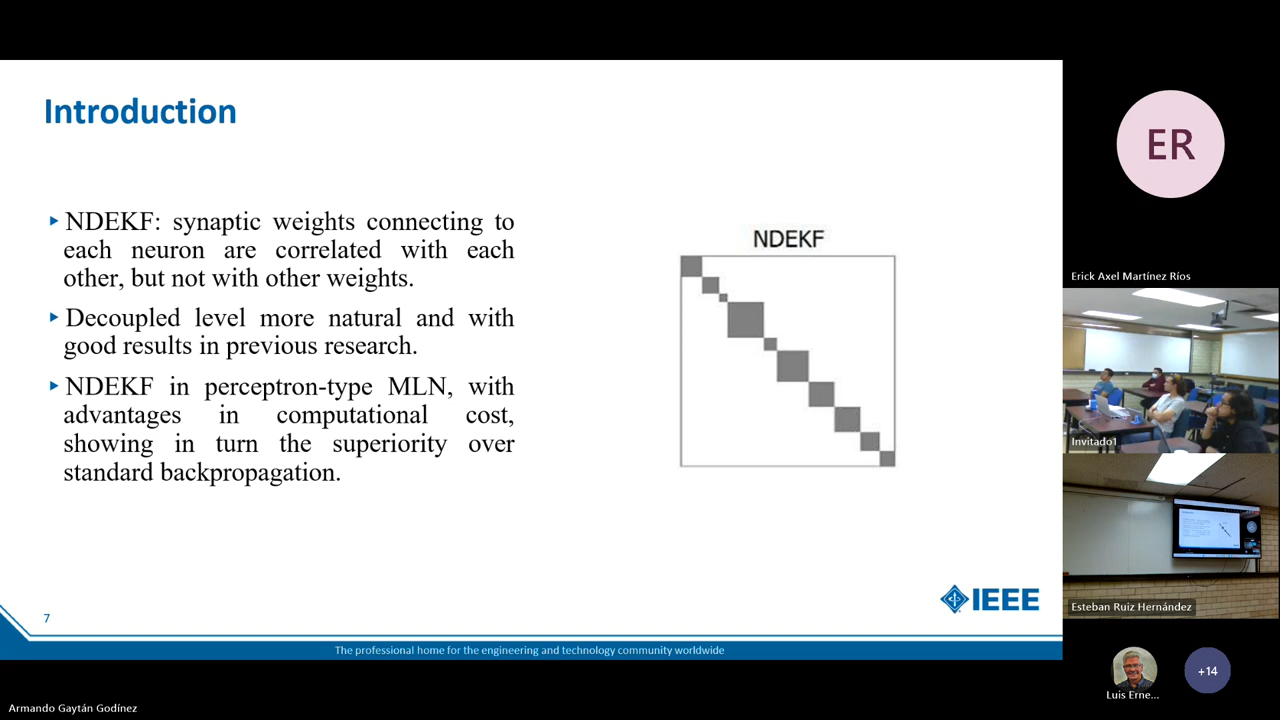 Introduction
NDEKF: synaptic weights connecting to
each neuron are correlated with each
other, but not with other weights.
Decoupled level more natural and with
good results in previous research.
NDEKF in perceptron-type MLN, with
advantages in computational cost,
showing in turn the superiority over
standard backpropagation.
NDEKF
IEEE
7
The professional home for the engineering and technology community worldwide
Armando Gaytán Godínez
ER
Erick Axel Martínez Ríos
Invitado1
Esteban Ruiz Hernández
Luis Erne...
+14